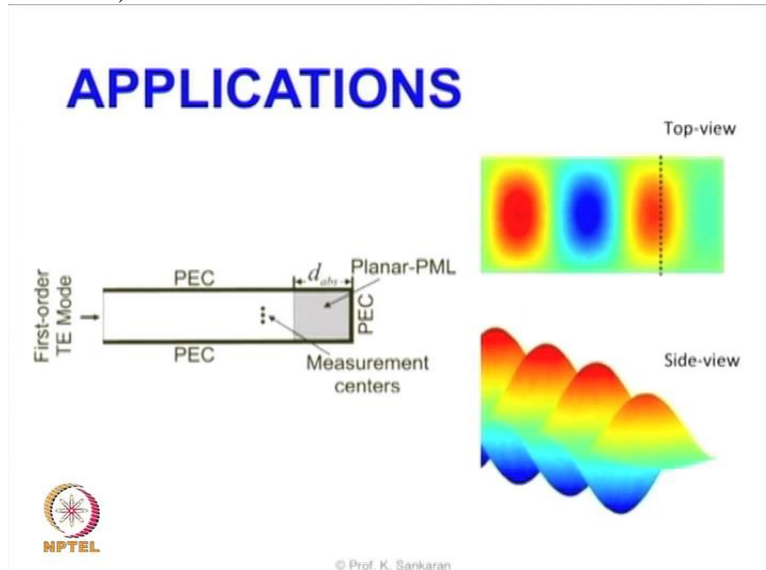 APPLICATIONS
Top-view
First-order
TE Mode
PEC
d abs
Planar-PML
PEC
PEC
Measurement
centers
Side-view
NPTEL
© Prof. K. Sankaran